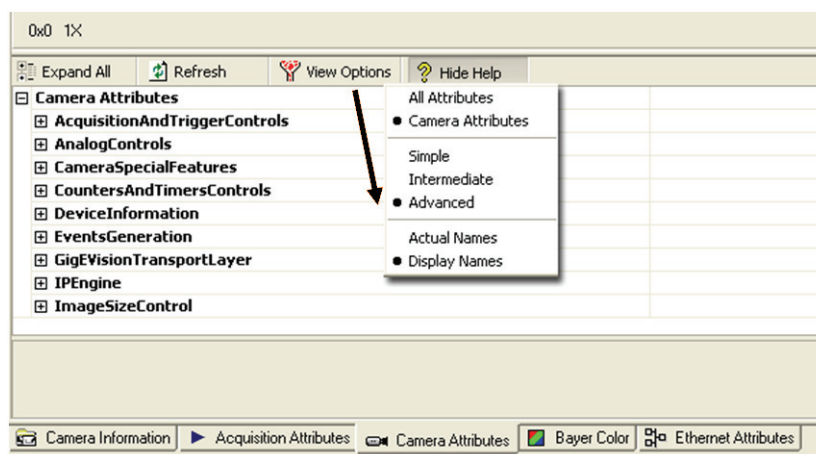 0x0 1X
Expand All Refresh View Options Hide Help
Camera Attributes
AcquisitionAndTriggerControls
AnalogControls
CameraSpecialFeatures
CountersAndTimersControls
DeviceInformation
EventsGeneration
GigEVisionTransportLayer
IPEngine
ImageSizeControl
All Attributes
Camera Attributes
Simple
Intermediate
Advanced
Actual Names
Display Names
Camera Information Acquisition Attributes Camera Attributes Bayer Color Ethernet Attributes